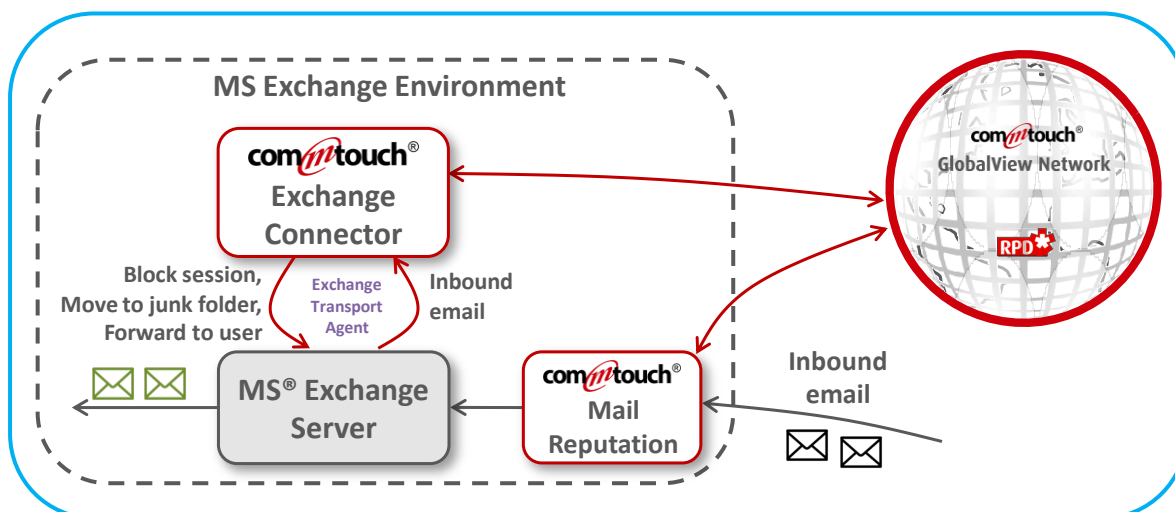 MS Exchange Environment
commtouch®
Exchange
Connector
commtouch®
GlobalView Network
RPD*
Block session,
Move to junk folder,
Forward to user
Exchange
Transport
Agent
Inbound
email
MS® Exchange
Server
commtouch®
Mail
Reputation
Inbound
email